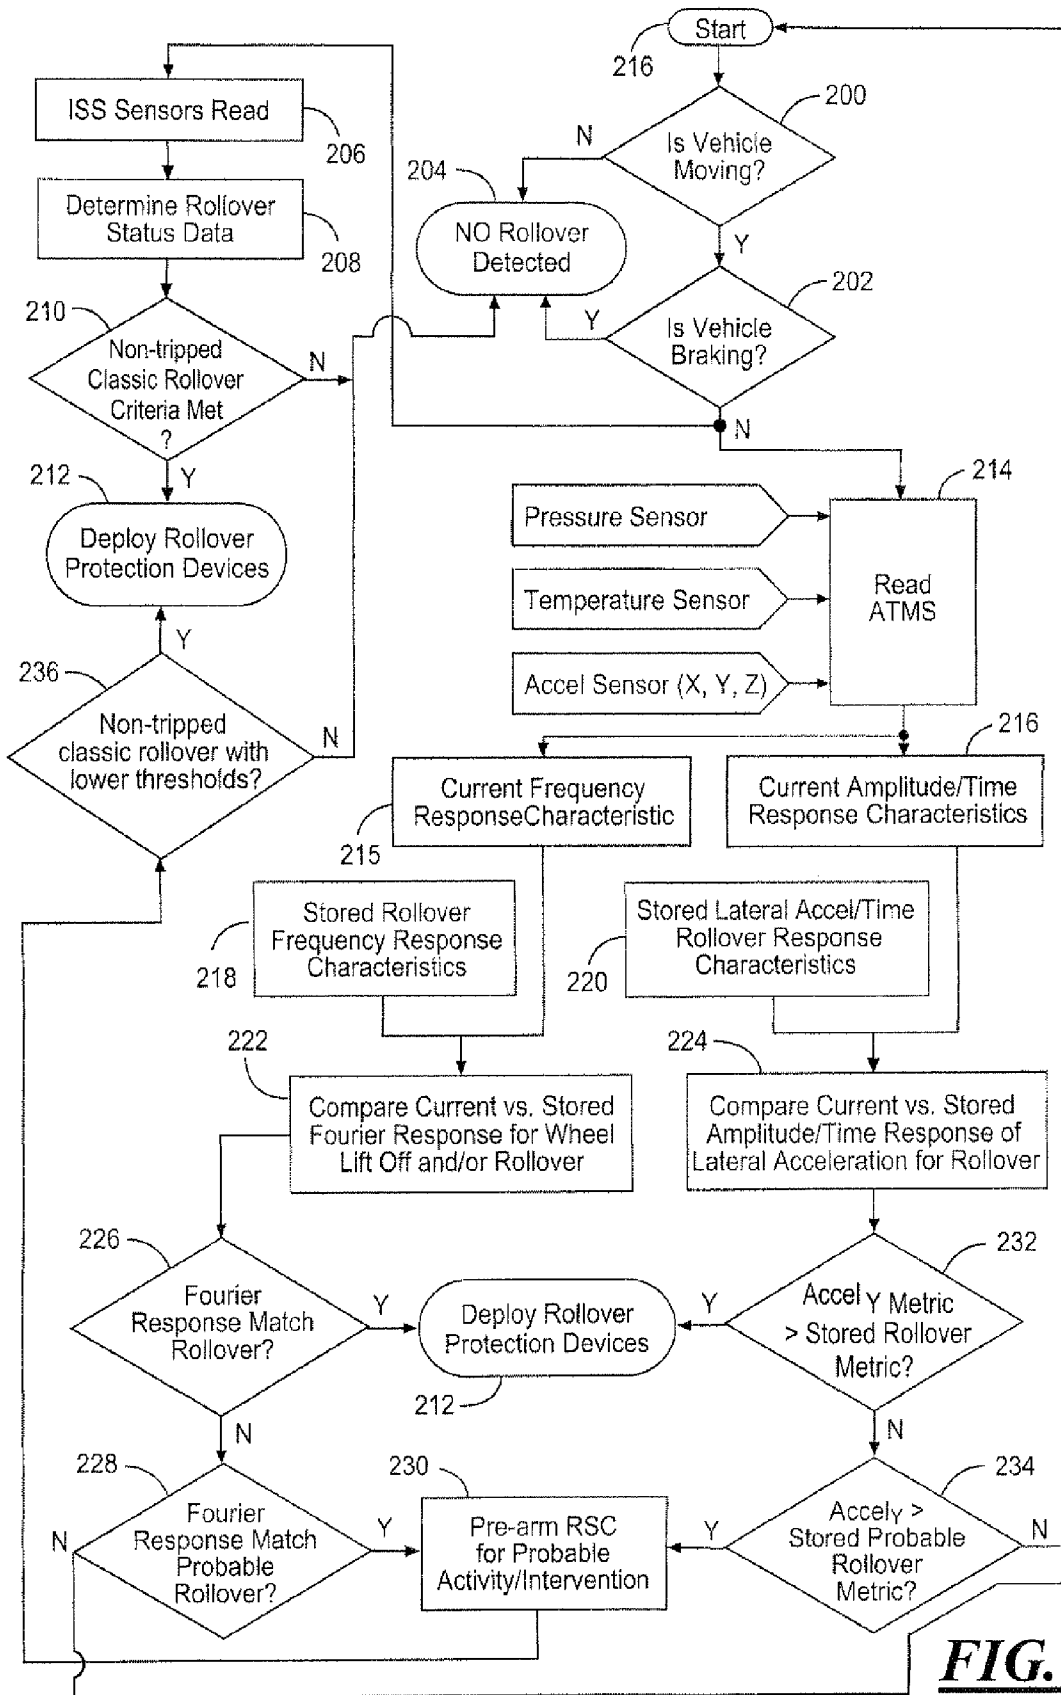 Start
216
ISS Sensors Read
206
200
Is Vehicle
Moving?
N
Y
204
NO Rollover
Detected
Determine Rollover
Status Data
208
202
Is Vehicle
Braking?
Y
N
210
Non-tripped
Classic Rollover
Criteria Met
?
N
Y
212
Deploy Rollover
Protection Devices
Y
236
Non-tripped
classic rollover with
lower thresholds?
N
214
Pressure Sensor
Temperature Sensor
Accel Sensor (X, Y, Z)
Read
ATMS
216
Current Frequency
ResponseCharacteristic
215
Current Amplitude/Time
Response Characteristics
Stored Rollover
Frequency Response
Characteristics
218
Stored Lateral Accel/Time
Rollover Response
Characteristics
220
222
Compare Current vs. Stored
Fourier Response for Wheel
Lift Off and/or Rollover
224
Compare Current vs. Stored
Amplitude/Time Response of
Lateral Acceleration for Rollover
226
Fourier
Response Match
Rollover?
Y
N
Deploy Rollover
Protection Devices
212
232
Accel Y Metric
> Stored Rollover
Metric?
Y
N
228
Fourier
Response Match
Probable
Rollover?
N
Y
230
Pre-arm RSC
for Probable
Activity/Intervention
234
AccelY >
Stored Probable
Rollover
Metric?
Y
N
FIG.